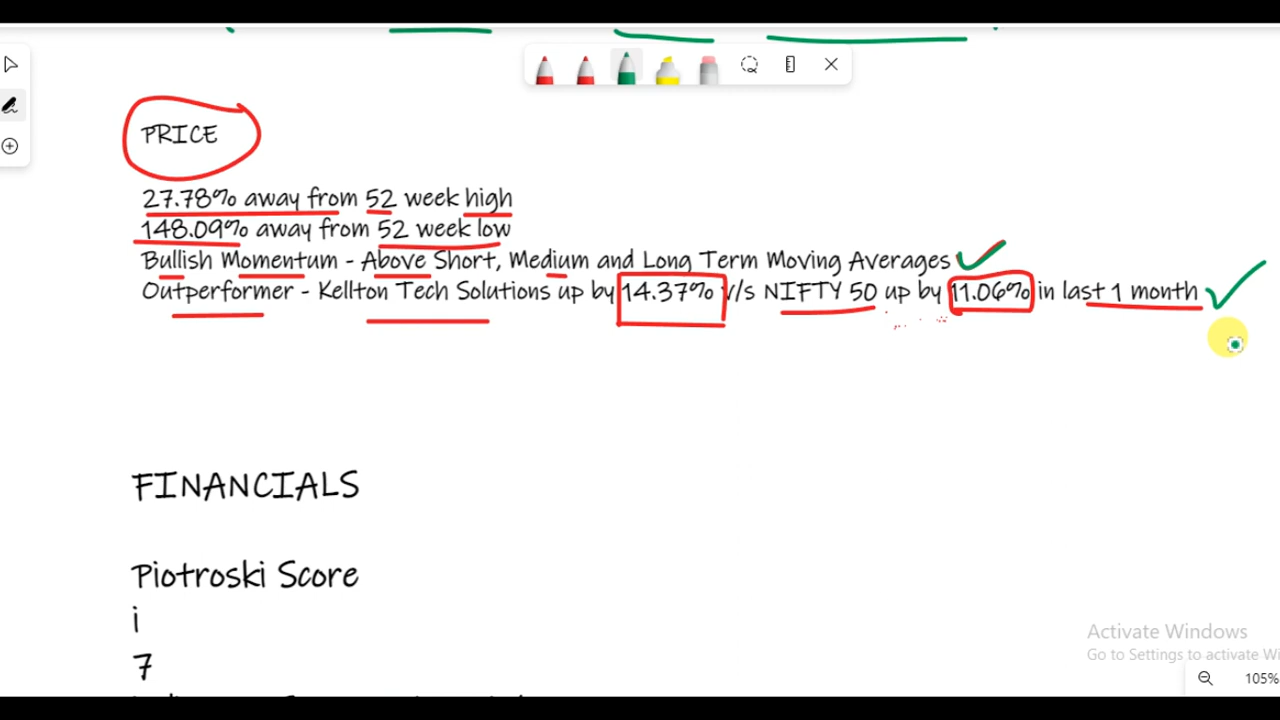 PRICE
27.78% away from 52 week high
148.09% away from 52 week low
Bullish Momentum - Above Short, Medium and Long Term Moving Averages
Outperformer - Kellton Tech Solutions up by 14.37% v/s NIFTY 50 up by 11.06% in last 1 month
FINANCIALS
Piotroski Score
i
7
Activate Windows
Go to Settings to activate Wi
105%